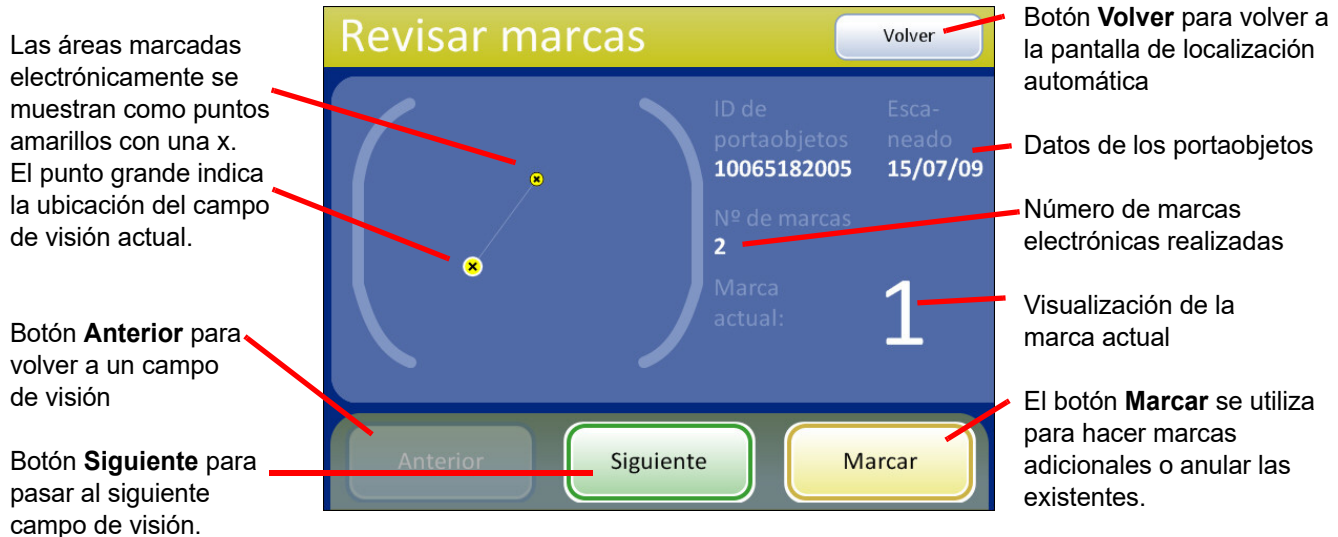 Las áreas marcadas
electrónicamente se
muestran como puntos
amarillos con una x.
El punto grande indica
la ubicación del campo
de visión actual.
Botón Anterior para
volver a un campo
de visión
Botón Siguiente para
pasar al siguiente
campo de visión.
Revisar marcas
Volver
ID de
portaobjetos
10065182005
Esca-
neado
15/07/09
Nº de marcas
2
Marca
actual:
1
Anterior
Siguiente
Marcar
Botón Volver para volver a
la pantalla de localización
automática
Datos de los portaobjetos
Número de marcas
electrónicas realizadas
Visualización de la
marca actual
El botón Marcar se utiliza
para hacer marcas
adicionales o anular las
existentes.